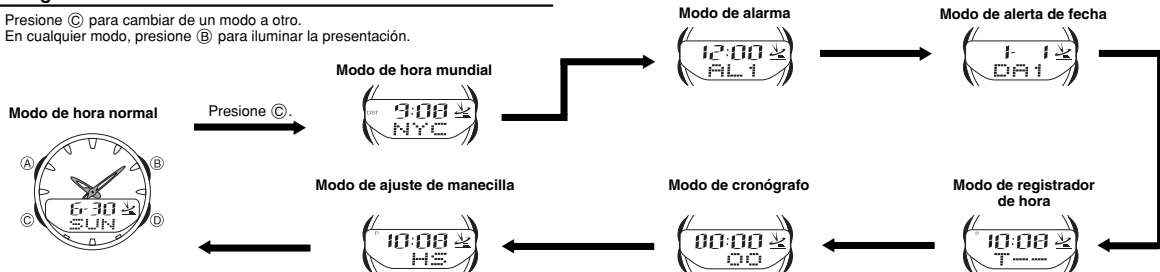 Presione Ⓒ para cambiar de un modo a otro.
En cualquier modo, presione Ⓑ para iluminar la presentación.
Modo de hora normal
Ⓐ
Ⓑ
Ⓒ
Ⓓ
6-30
SUN
Presione Ⓒ.
Modo de hora mundial
DST 9:08
NYC
Modo de alarma
12:00
AL1
Modo de alerta de fecha
1- 1
DA1
Modo de registrador
de hora
P 10:08
T--
Modo de cronógrafo
00:00
00
Modo de ajuste de manecilla
P 10:08
HS